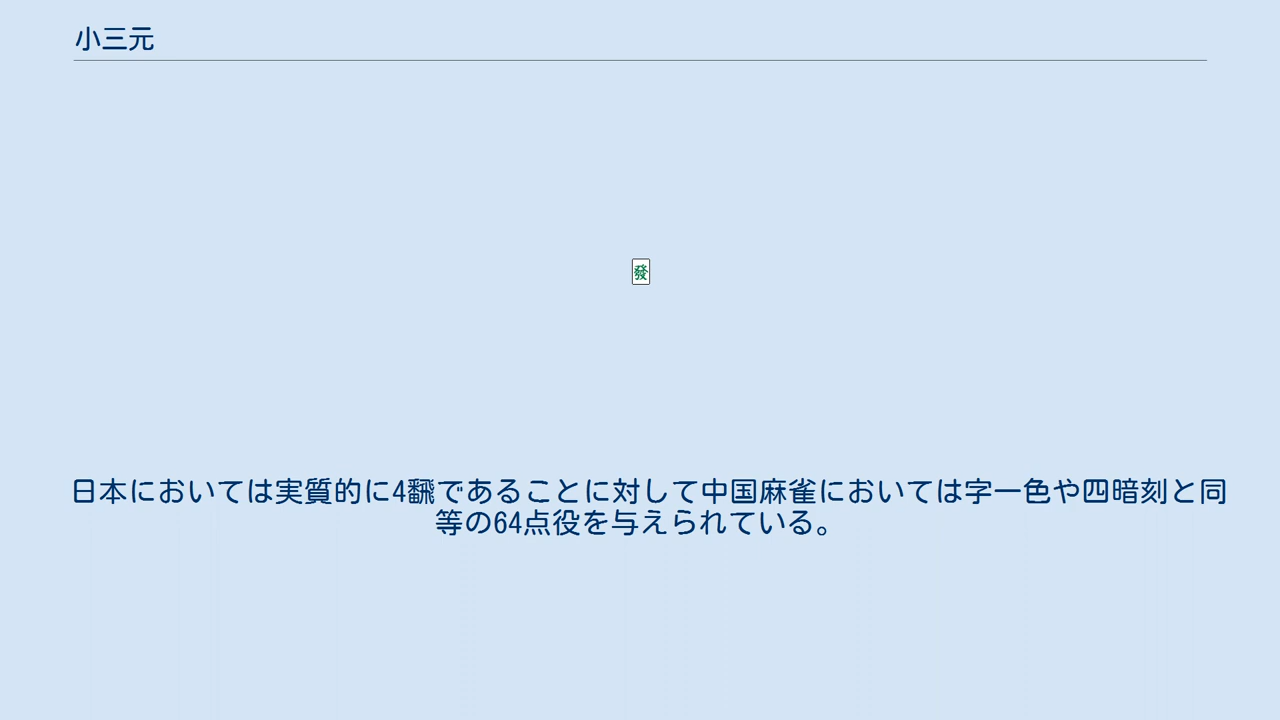 小三元
發
日本においては実質的に4飜であることに対して中国麻雀においては字一色や四暗刻と同
等の64点役を与えられている。